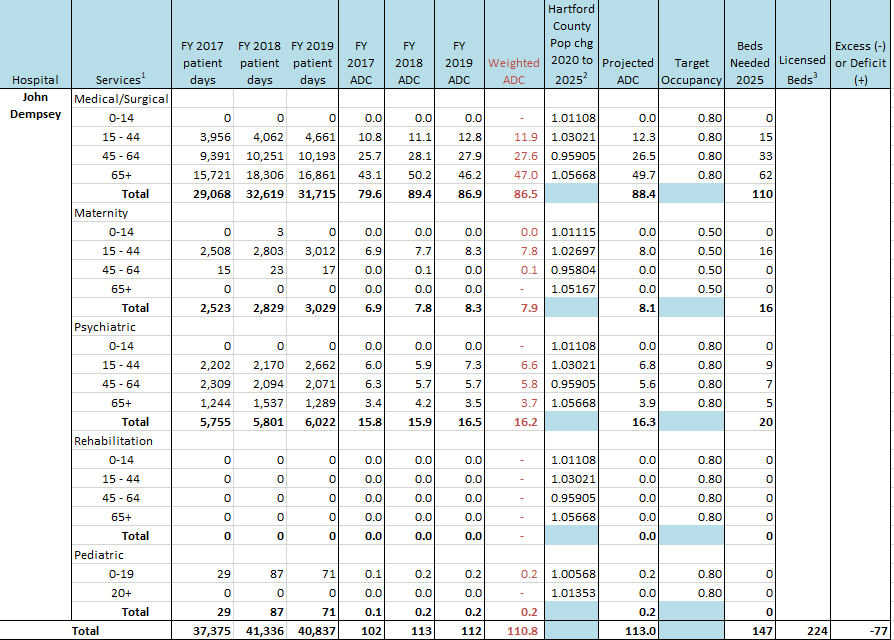 Hospital Services1 FY 2017 patient days FY 2018 patient days FY 2019 patient days FY 2017 ADC FY 2018 ADC FY 2019 ADC Weighted ADC Hartford County Pop chg 2020 to 20252 Projected ADC Target Occupancy Beds Needed 2025 Licensed Beds3 Excess (-) or Deficit (+)
John Dempsey Medical/Surgical
0-14 0 0 0 0.0 0.0 0.0 - 1.01108 0.0 0.80 0
15 - 44 3,956 4,062 4,661 10.8 11.1 12.8 11.9 1.03021 12.3 0.80 15
45 - 64 9,391 10,251 10,193 25.7 28.1 27.9 27.6 0.95905 26.5 0.80 33
65+ 15,721 18,306 16,861 43.1 50.2 46.2 47.0 1.05668 49.7 0.80 62
Total 29,068 32,619 31,715 79.6 89.4 86.9 86.5 88.4 110
Maternity
0-14 0 3 0 0.0 0.0 0.0 0.0 1.01115 0.0 0.50 0
15 - 44 2,508 2,803 3,012 6.9 7.7 8.3 7.8 1.02697 8.0 0.50 16
45 - 64 15 23 17 0.0 0.1 0.0 0.1 0.95804 0.0 0.50 0
65+ 0 0 0 0.0 0.0 0.0 - 1.05167 0.0 0.50 0
Total 2,523 2,829 3,029 6.9 7.8 8.3 7.9 8.1 16
Psychiatric
0-14 0 0 0 0.0 0.0 0.0 - 1.01108 0.0 0.80 0
15 - 44 2,202 2,170 2,662 6.0 5.9 7.3 6.6 1.03021 6.8 0.80 9
45 - 64 2,309 2,094 2,071 6.3 5.7 5.7 5.8 0.95905 5.6 0.80 7
65+ 1,244 1,537 1,289 3.4 4.2 3.5 3.7 1.05668 3.9 0.80 5
Total 5,755 5,801 6,022 15.8 15.9 16.5 16.2 16.3 20
Rehabilitation
0-14 0 0 0 0.0 0.0 0.0 - 1.01108 0.0 0.80 0
15 - 44 0 0 0 0.0 0.0 0.0 - 1.03021 0.0 0.80 0
45 - 64 0 0 0 0.0 0.0 0.0 - 0.95905 0.0 0.80 0
65+ 0 0 0 0.0 0.0 0.0 - 1.05668 0.0 0.80 0
Total 0 0 0 0.0 0.0 0.0 - 0.0 0
Pediatric
0-19 29 87 71 0.1 0.2 0.2 0.2 1.00568 0.2 0.80 0
20+ 0 0 0 0.0 0.0 0.0 - 1.01353 0.0 0.80 0
Total 29 87 71 0.1 0.2 0.2 0.2 0.2 0
Total 37,375 41,336 40,837 102 113 112 110.8 113.0 147 224 -77